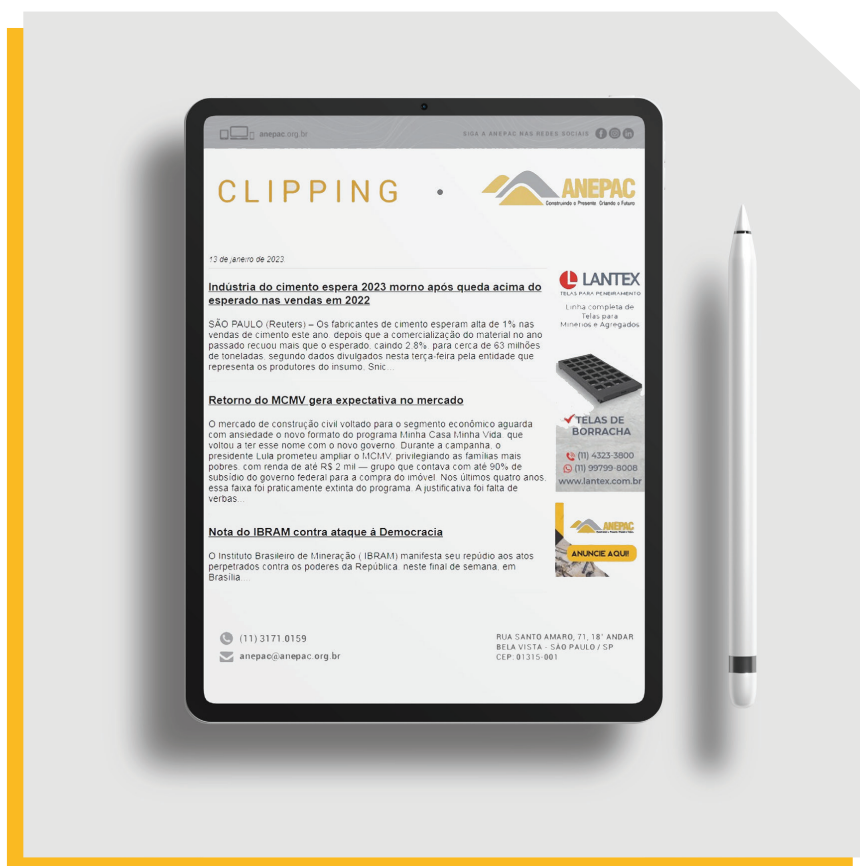 anepac.org.br
SIGA A ANEPAC NAS REDES SOCIAIS
CLIPPING
ANEPAC
Construindo o Presente. Criando o Futuro
13 de janeiro de 2023
Indústria do cimento espera 2023 morno após queda acima do
esperado nas vendas em 2022
SÃO PAULO (Reuters) – Os fabricantes de cimento esperam alta de 1% nas
vendas de cimento este ano, depois que a comercialização do material no ano
passado recuou mais que o esperado, caindo 2,8%, para cerca de 63 milhões
de toneladas, segundo dados divulgados nesta terça-feira pela entidade que
representa os produtores do insumo, Snic...
Retorno do MCMV gera expectativa no mercado
O mercado de construção civil voltado para o segmento econômico aguarda
com ansiedade o novo formato do programa Minha Casa Minha Vida, que
voltou a ter esse nome com o novo governo. Durante a campanha, o
presidente Lula prometeu ampliar o MCMV, privilegiando as famílias mais
pobres, com renda de até R$ 2 mil — grupo que contava com até 90% de
subsídio do governo federal para a compra do imóvel. Nos últimos quatro anos,
essa faixa foi praticamente extinta do programa. A justificativa foi falta de
verbas...
Nota do IBRAM contra ataque à Democracia
O Instituto Brasileiro de Mineração ( IBRAM) manifesta seu repúdio aos atos
perpetrados contra os poderes da República, neste final de semana, em
Brasília...
LANTEX
TELAS PARA PENEIRAMENTO
Linha completa de
Telas para
Minérios e Agregados
TELAS DE
BORRACHA
(11) 4323-3800
(11) 99799-8008
www.lantex.com.br
ANEPAC
ANUNCIE AQUI!
(11) 3171.0159
anepac@anepac.org.br
RUA SANTO AMARO, 71, 18° ANDAR
BELA VISTA - SÃO PAULO / SP
CEP: 01315-001